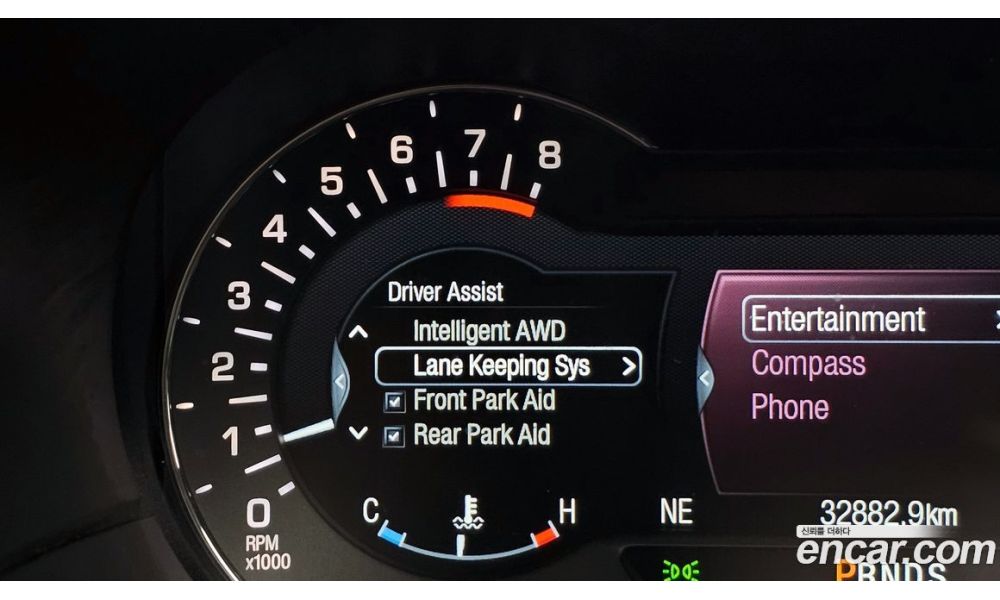 8
7
6
5
4
3
2
1
0
RPM
x1000
Driver Assist
Intelligent AWD
Lane Keeping Sys >
Front Park Aid
Rear Park Aid
C H
Entertainment
Compass
Phone
NE 32882.9km
신뢰를 더하다
encar.com
PRNDS